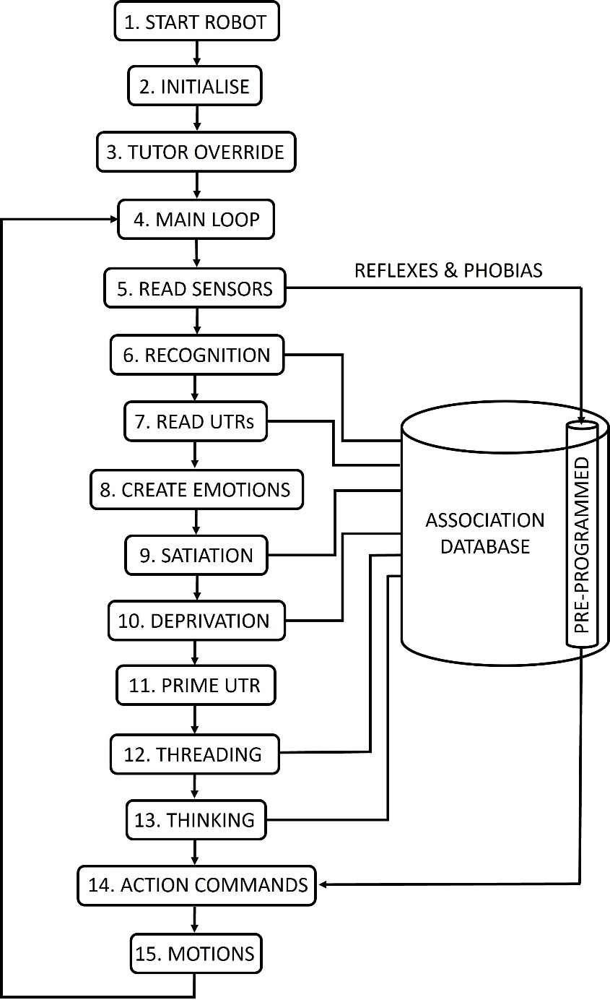 1. START ROBOT
2. INITIALISE
3. TUTOR OVERRIDE
4. MAIN LOOP
REFLEXES & PHOBIAS
5. READ SENSORS
6. RECOGNITION
7. READ UTRs
8. CREATE EMOTIONS
ASSOCIATION
DATABASE
PRE-PROGRAMMED
9. SATIATION
10. DEPRIVATION
11. PRIME UTR
12. THREADING
13. THINKING
14. ACTION COMMANDS
15. MOTIONS